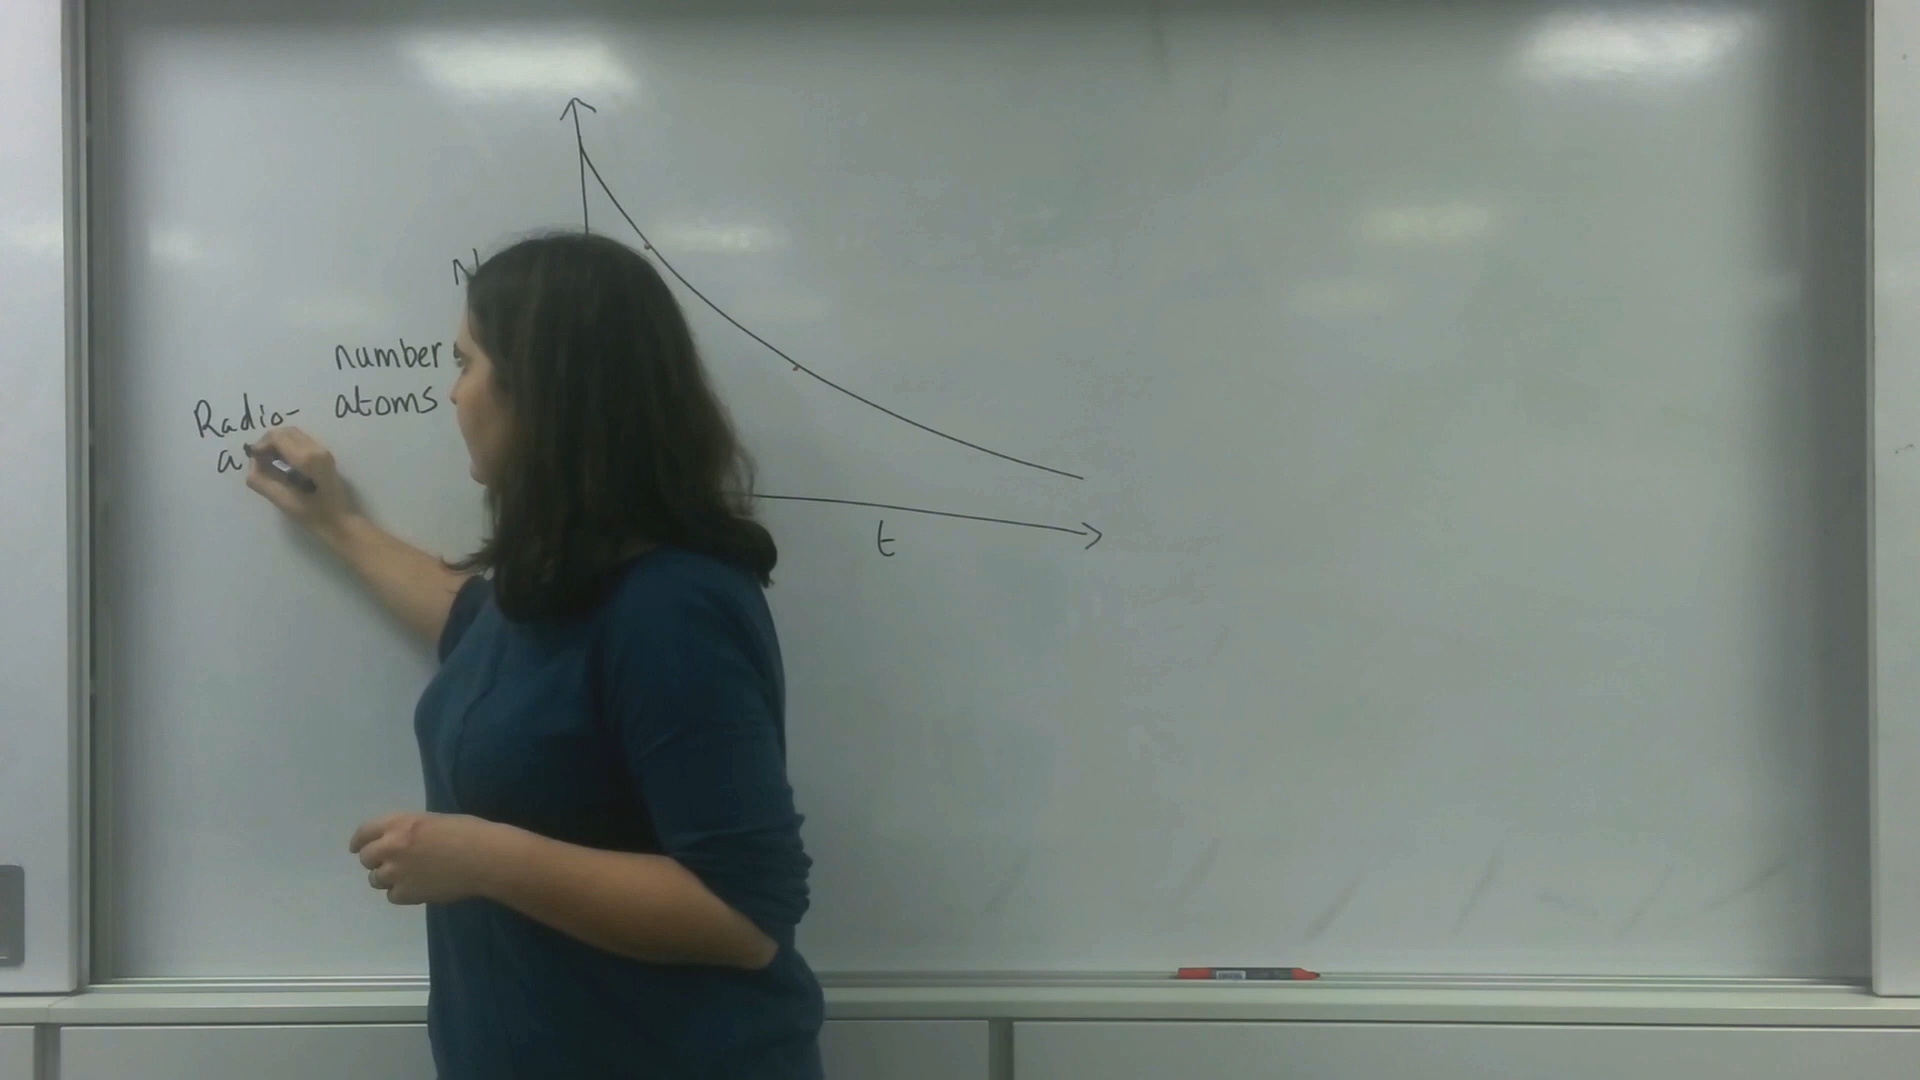 N
number
atoms
Radio-
a
t